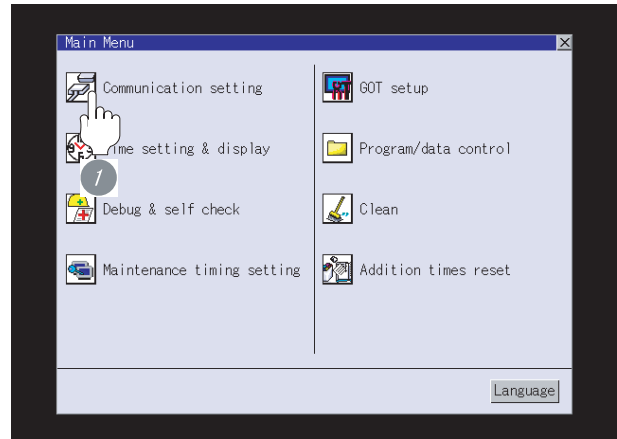 Main Menu
Communication setting
Time setting & display
1
Debug & self check
Maintenance timing setting
GOT setup
Program/data control
Clean
Addition times reset
Language